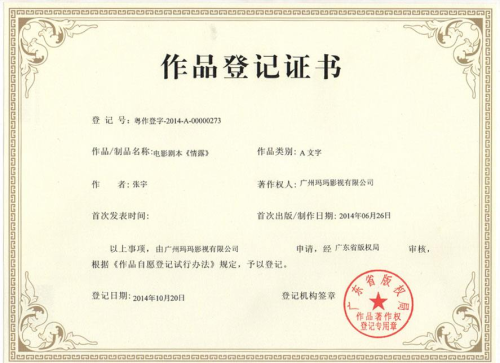 作品登记证书
登 记 号：粤作登字-2014-A-00000273
作品/制品名称：电影剧本《情露》 作品类别：A 文字
作 者：张宇 著作权人：广州玛玛影视有限公司
首次发表时间： 首次出版/制作日期：2014年06月26日
以上事项，由广州玛玛影视有限公司 申请，经 广东省版权局 审核，
根据《作品自愿登记试行办法》规定，予以登记。
登记日期：2014年10月20日 登记机构签章
广东省版权局
作品著作权
登记专用章